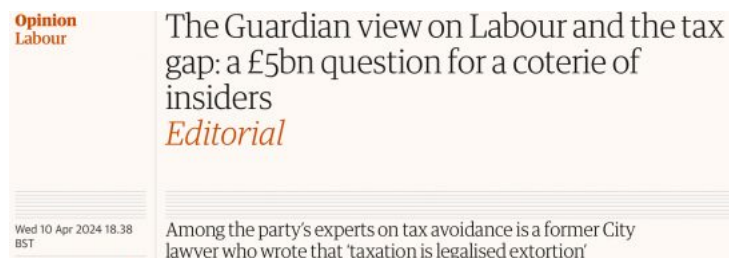 Opinion
Labour
The Guardian view on Labour and the tax
gap: a £5bn question for a coterie of
insiders
Editorial
Wed 10 Apr 2024 18.38
BST
Among the party's experts on tax avoidance is a former City
lawyer who wrote that ‘taxation is legalised extortion’